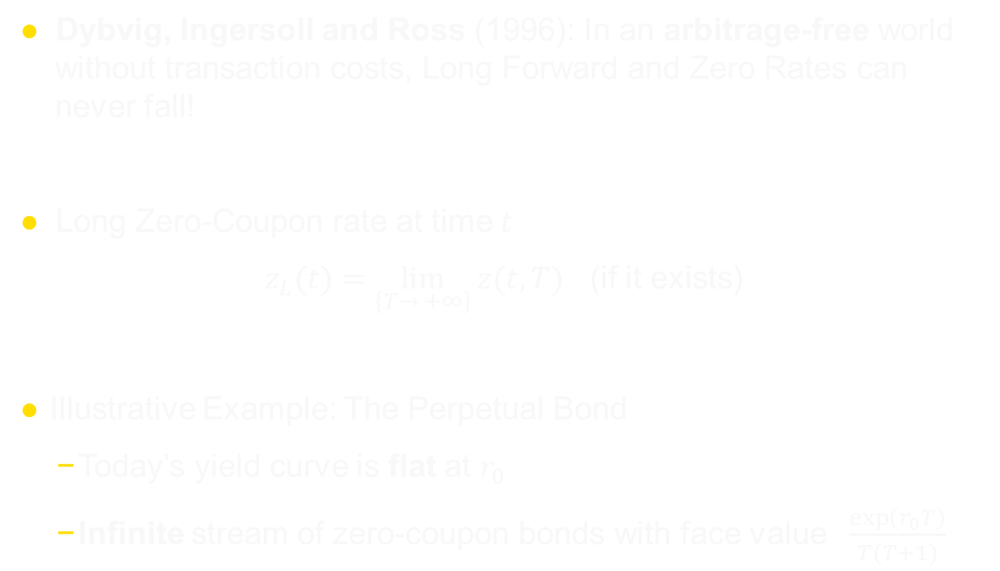 ● Dybvig, Ingersoll and Ross (1996): In an arbitrage-free world
without transaction costs, Long Forward and Zero Rates can
never fall!
● Long Zero-Coupon rate at time t
z_L(t) = lim_{T→ +∞} z(t,T) (if it exists)
● Illustrative Example: The Perpetual Bond
–Today's yield curve is flat at r₀
–Infinite stream of zero-coupon bonds with face value exp(r₀T)/T(T+1)